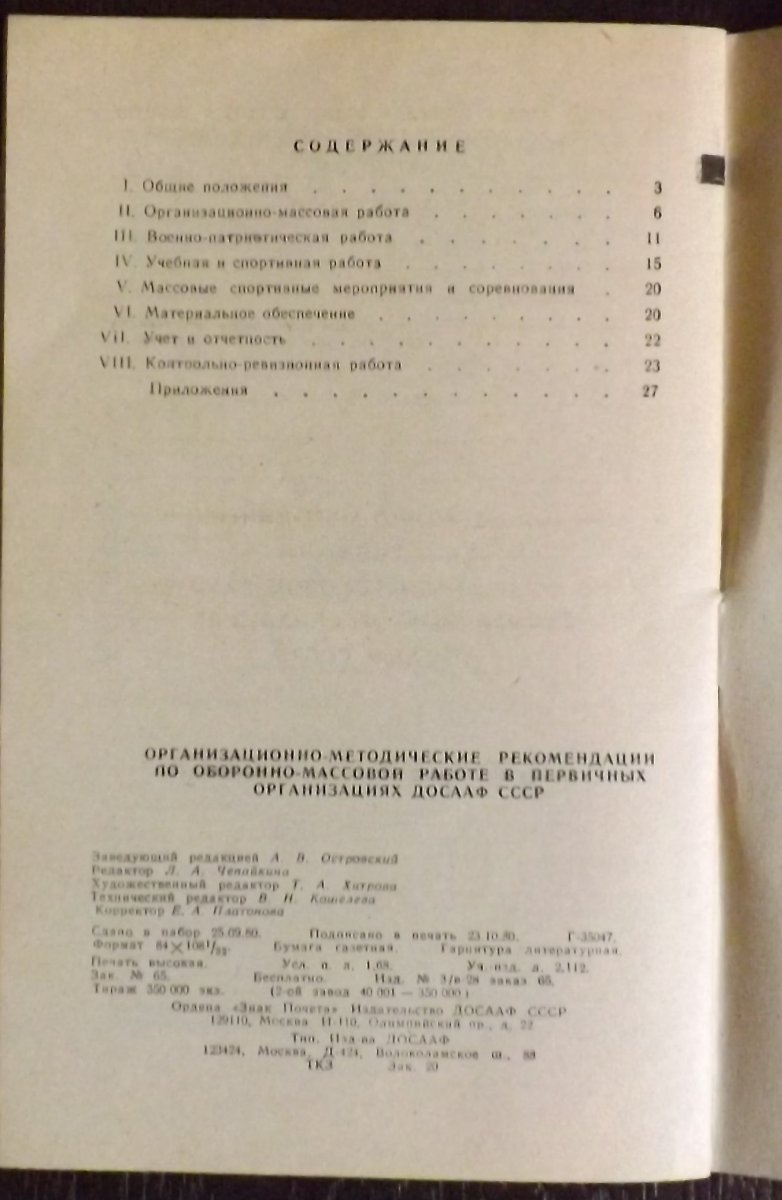 СОДЕРЖАНИЕ
I. Общие положения . . . . . . . . . . . 3
II. Организационно-массовая работа . . . . . . . 6
III. Военно-патриотическая работа . . . . . . . 11
IV. Учебная и спортивная работа . . . . . . . . 15
V. Массовые спортивные мероприятия и соревнования . 20
VI. Материальное обеспечение . . . . . . . . 20
VII. Учет и отчетность . . . . . . . . . . . 22
VIII. Контрольно-ревизионная работа . . . . . . . 23
Приложения . . . . . . . . . . . . 27
ОРГАНИЗАЦИОННО-МЕТОДИЧЕСКИЕ РЕКОМЕНДАЦИИ
ПО ОБОРОННО-МАССОВОЙ РАБОТЕ В ПЕРВИЧНЫХ
ОРГАНИЗАЦИЯХ ДОСААФ СССР
Заведующий редакцией А. В. Островский
Редактор Л. А. Чепайкина
Художественный редактор Т. А. Хитрова
Технический редактор В. Н. Кошелева
Корректор Е. А. Платонова
Сдано в набор 25.09.80. Подписано в печать 23.10.80. Г-35047.
Формат 84×108¹/₃₂. Бумага газетная. Гарнитура литературная.
Печать высокая. Усл. п. л. 1,68. Уч-изд. л. 2,112.
Зак. № 65. Бесплатно. Изд. № 3/в-28 заказ 65.
Тираж 350 000 экз. (2-ой завод 40 001 — 350 000)
Ордена «Знак Почета» Издательство ДОСААФ СССР
129110, Москва И-110, Олимпийский пр., д. 22
Тип. Изд-ва ДОСААФ
123424, Москва, Д-424, Волоколамское ш., 88
ТКЗ Зак. 20